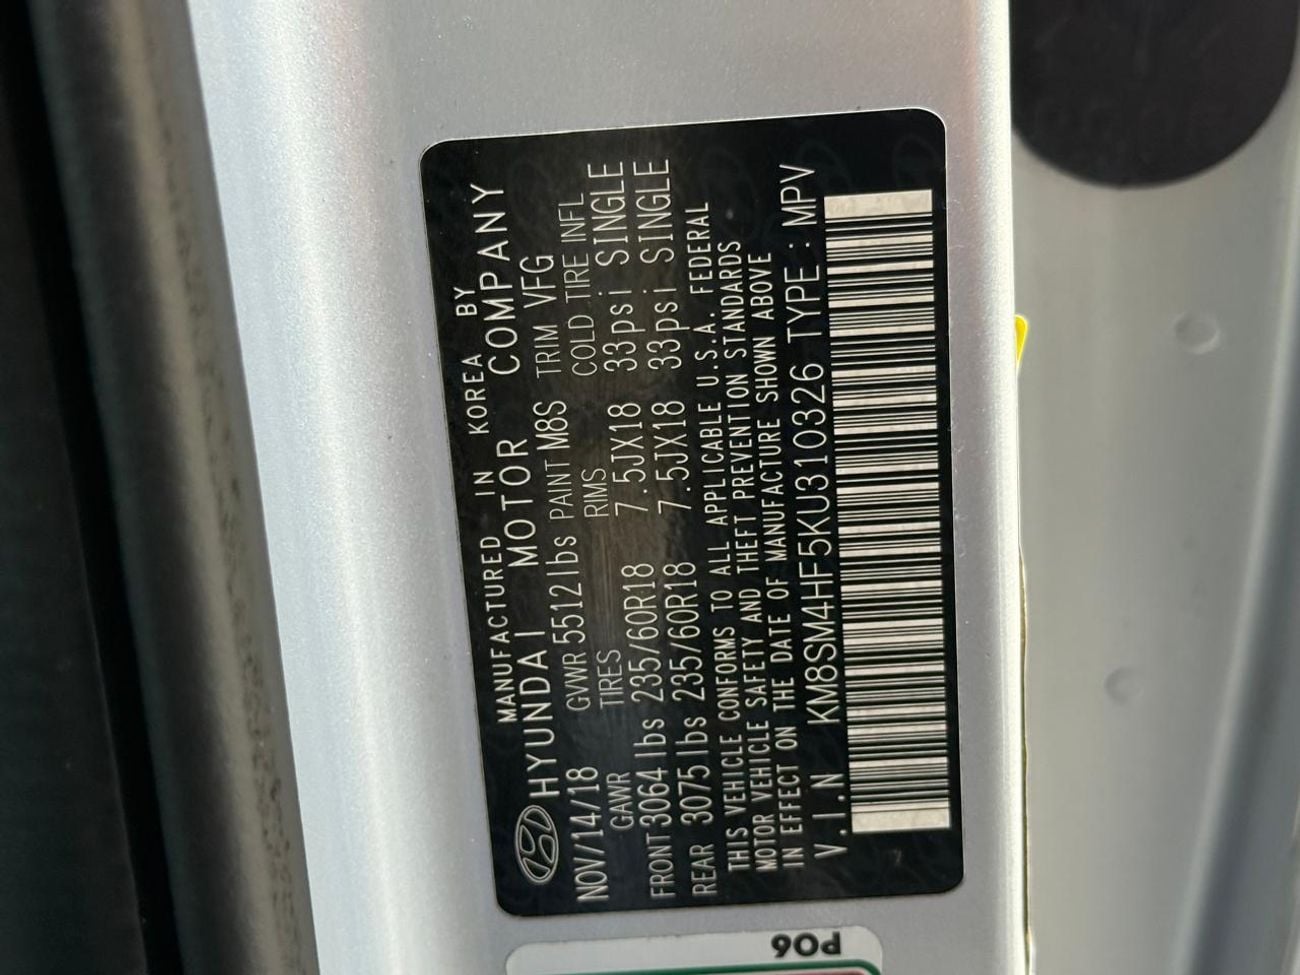 MANUFACTURED IN KOREA BY
HYUNDAI MOTOR COMPANY
NOV/14/18 GVWR 5512lbs PAINT M8S TRIM VFG
GAWR TIRES RIMS COLD TIRE INFL
FRONT 3064 lbs 235/60R18 7.5JX18 33psi SINGLE
REAR 3075 lbs 235/60R18 7.5JX18 33psi SINGLE
THIS VEHICLE CONFORMS TO ALL APPLICABLE U.S.A. FEDERAL
MOTOR VEHICLE SAFETY AND THEFT PREVENTION STANDARDS
IN EFFECT ON THE DATE OF MANUFACTURE SHOWN ABOVE
V.I.N KM8SM4HF5KU310326 TYPE : MPV
P06